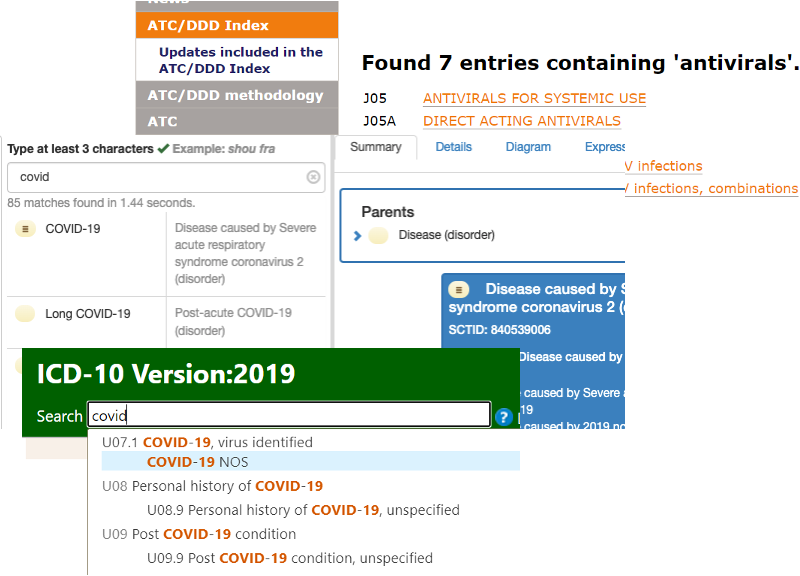 News
ATC/DDD Index
Updates included in the
ATC/DDD Index
ATC/DDD methodology
ATC
Found 7 entries containing 'antivirals'.
J05 ANTIVIRALS FOR SYSTEMIC USE
J05A DIRECT ACTING ANTIVIRALS
V infections
infections, combinations
Type at least 3 characters ✔ Example: shou fra
covid
85 matches found in 1.44 seconds.
COVID-19
Disease caused by Severe
acute respiratory
syndrome coronavirus 2
(disorder)
Long COVID-19
Post-acute COVID-19
(disorder)
Summary Details Diagram Express
Parents
Disease (disorder)
Disease caused by S
syndrome coronavirus 2 (
SCTID: 840539006
Disease caused by
caused by Severe a
19
caused by 2019 no
ICD-10 Version:2019
Search covid ?
U07.1 COVID-19, virus identified
COVID-19 NOS
U08 Personal history of COVID-19
U08.9 Personal history of COVID-19, unspecified
U09 Post COVID-19 condition
U09.9 Post COVID-19 condition, unspecified